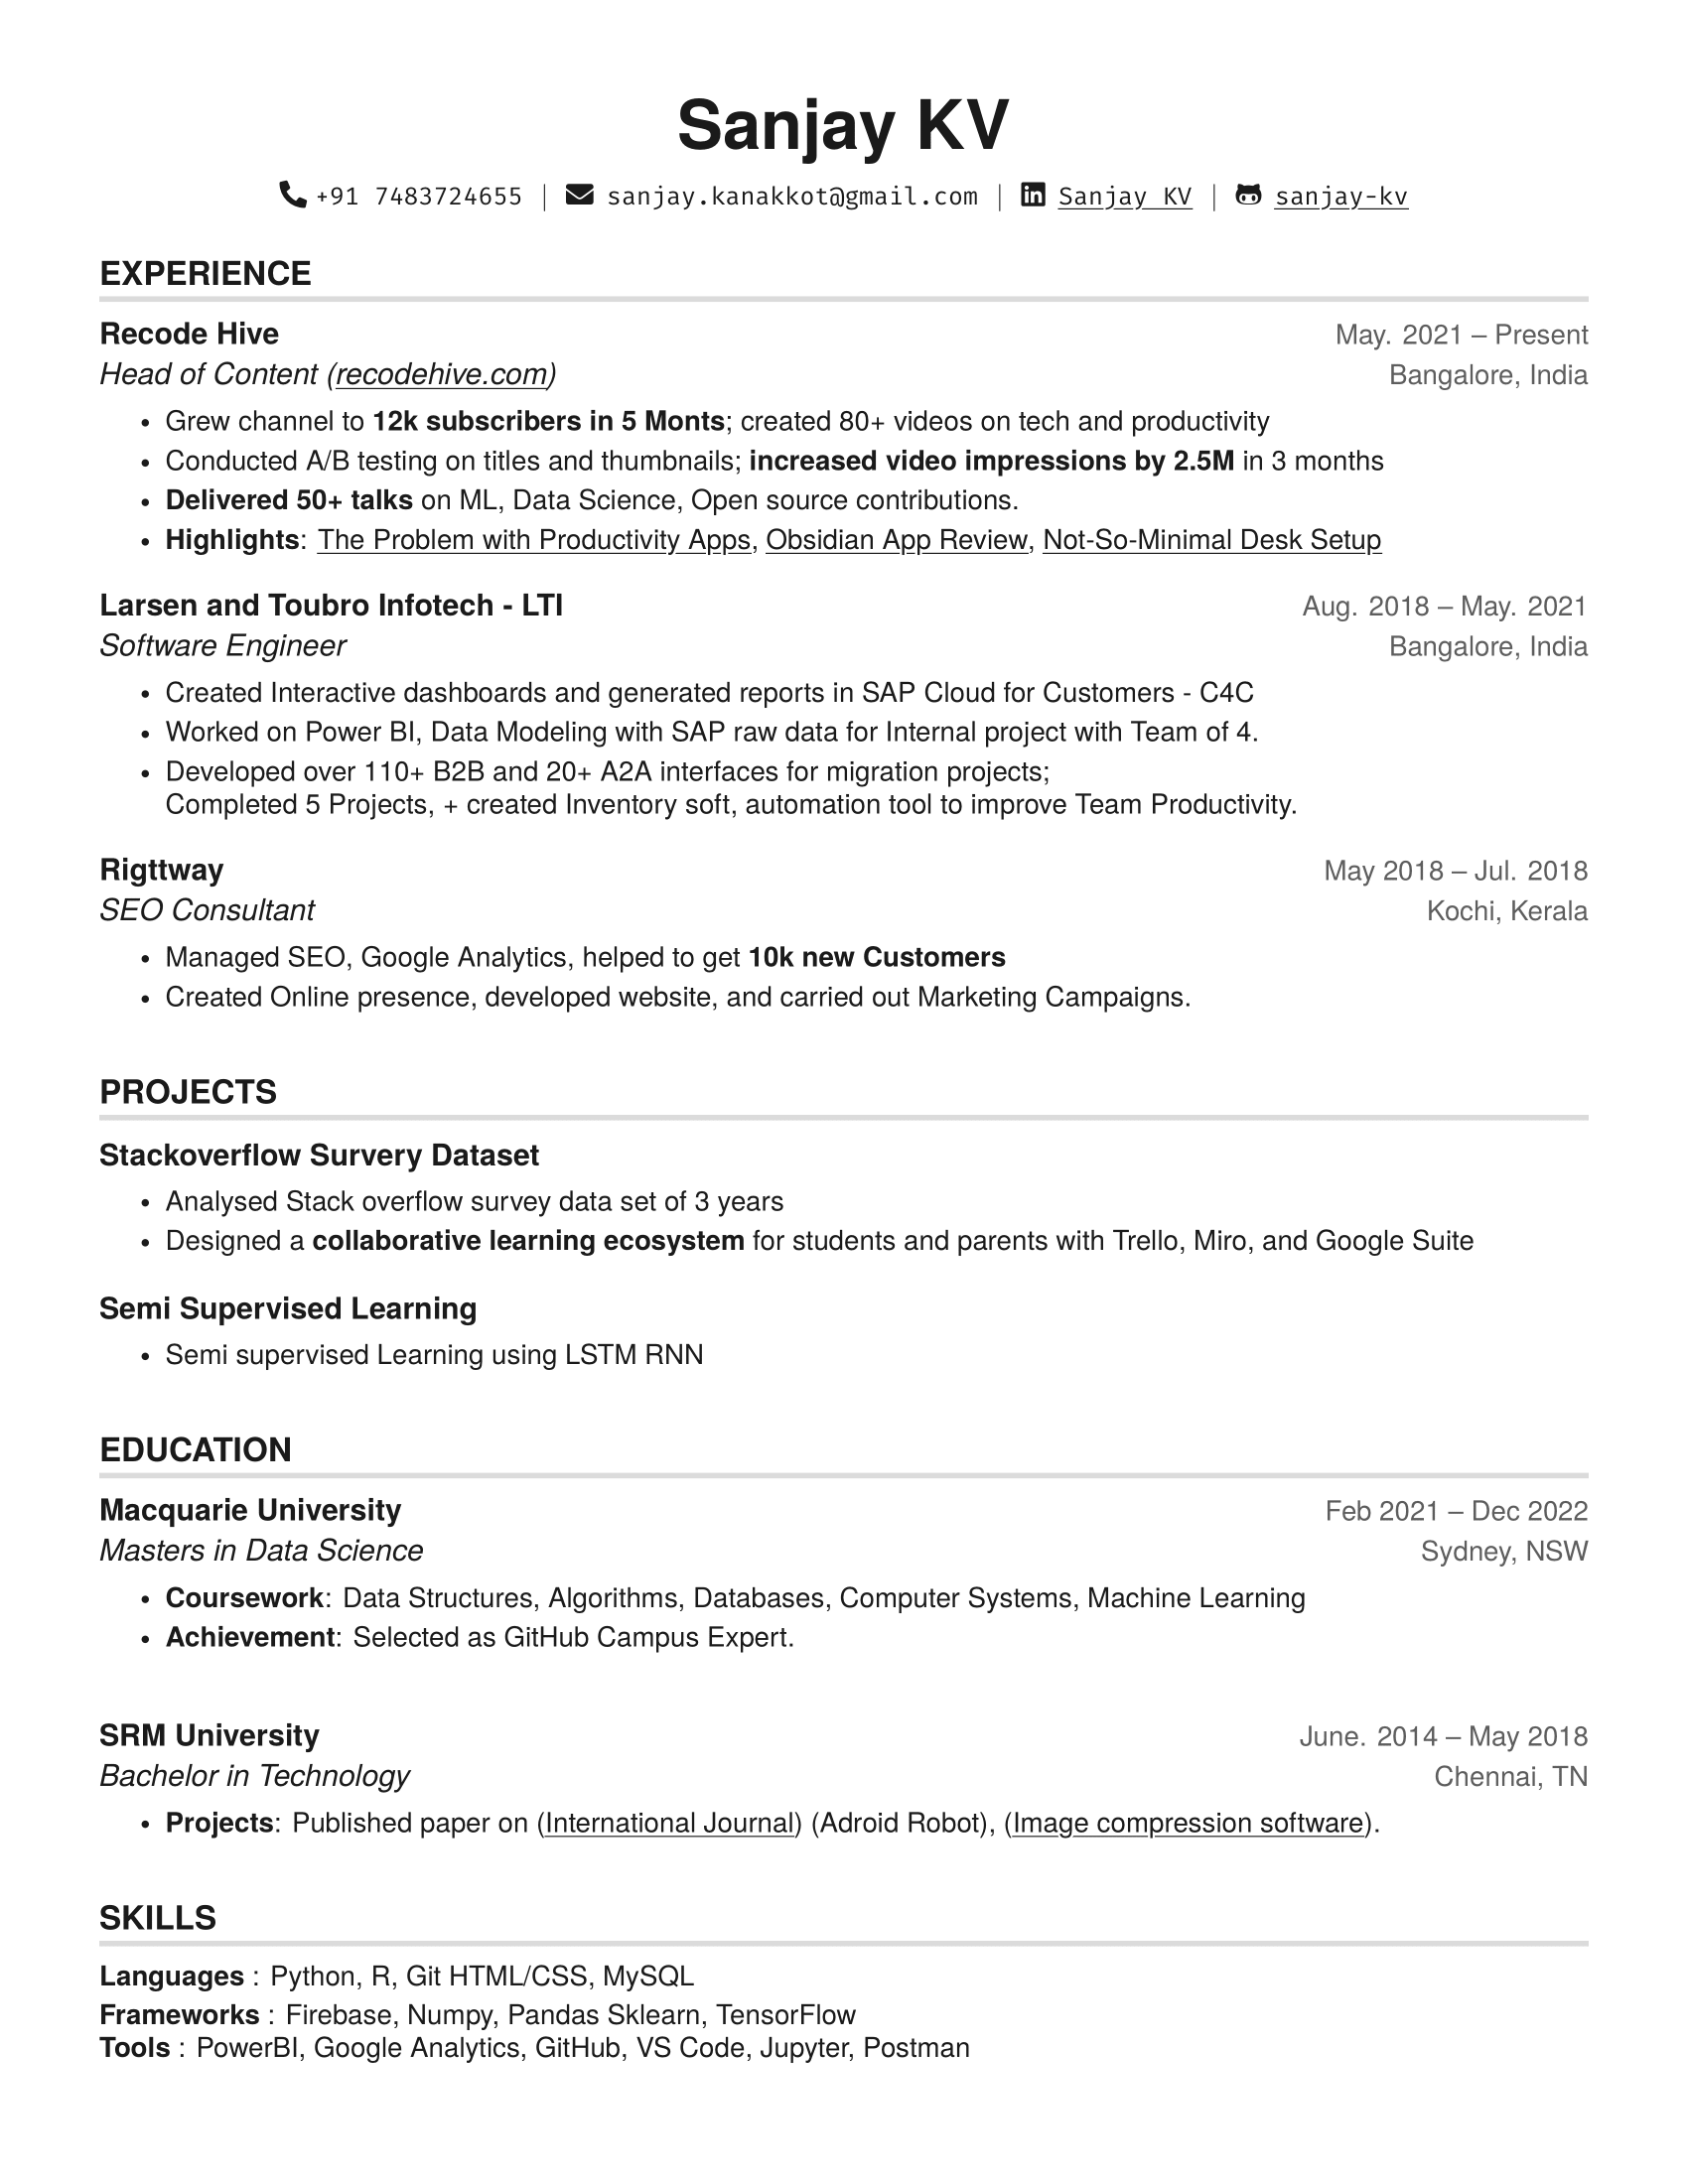 Sanjay KV
+91 7483724655 | sanjay.kanakkot@gmail.com | Sanjay KV | sanjay-kv
EXPERIENCE
Recode Hive May. 2021 – Present
Head of Content (recodehive.com) Bangalore, India
• Grew channel to 12k subscribers in 5 Monts; created 80+ videos on tech and productivity
• Conducted A/B testing on titles and thumbnails; increased video impressions by 2.5M in 3 months
• Delivered 50+ talks on ML, Data Science, Open source contributions.
• Highlights: The Problem with Productivity Apps, Obsidian App Review, Not-So-Minimal Desk Setup
Larsen and Toubro Infotech - LTI Aug. 2018 – May. 2021
Software Engineer Bangalore, India
• Created Interactive dashboards and generated reports in SAP Cloud for Customers - C4C
• Worked on Power BI, Data Modeling with SAP raw data for Internal project with Team of 4.
• Developed over 110+ B2B and 20+ A2A interfaces for migration projects;
Completed 5 Projects, + created Inventory soft, automation tool to improve Team Productivity.
Rigttway May 2018 – Jul. 2018
SEO Consultant Kochi, Kerala
• Managed SEO, Google Analytics, helped to get 10k new Customers
• Created Online presence, developed website, and carried out Marketing Campaigns.
PROJECTS
Stackoverflow Survery Dataset
• Analysed Stack overflow survey data set of 3 years
• Designed a collaborative learning ecosystem for students and parents with Trello, Miro, and Google Suite
Semi Supervised Learning
• Semi supervised Learning using LSTM RNN
EDUCATION
Macquarie University Feb 2021 – Dec 2022
Masters in Data Science Sydney, NSW
• Coursework: Data Structures, Algorithms, Databases, Computer Systems, Machine Learning
• Achievement: Selected as GitHub Campus Expert.
SRM University June. 2014 – May 2018
Bachelor in Technology Chennai, TN
• Projects: Published paper on (International Journal) (Adroid Robot), (Image compression software).
SKILLS
Languages : Python, R, Git HTML/CSS, MySQL
Frameworks : Firebase, Numpy, Pandas Sklearn, TensorFlow
Tools : PowerBI, Google Analytics, GitHub, VS Code, Jupyter, Postman